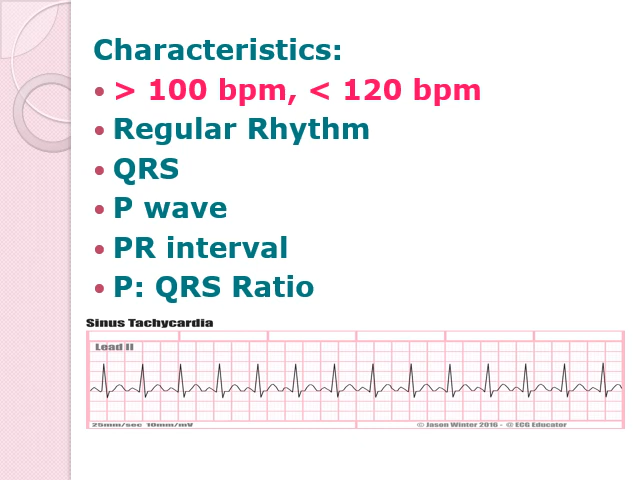 Characteristics:
• > 100 bpm, < 120 bpm
• Regular Rhythm
• QRS
• P wave
• PR interval
• P: QRS Ratio
Sinus Tachycardia
Lead II
25mm/sec 10mm/mV © Jason Winter 2016 - @ ECG Educator